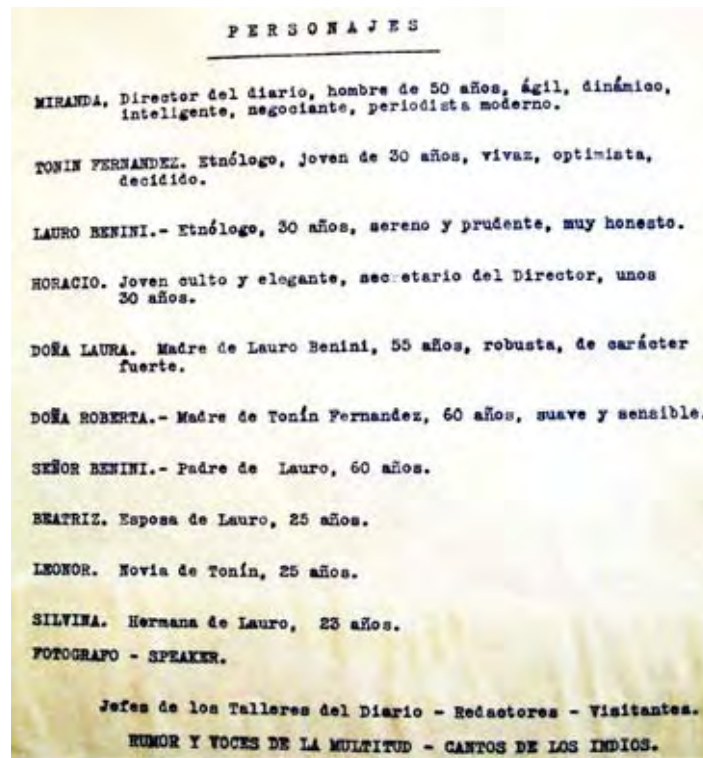 PERSONAJES
MIRANDA. Director del diario, hombre de 50 años, ágil, dinámico,
inteligente, negociante, periodista moderno.
TONIN FERNANDEZ. Etnólogo, joven de 30 años, vivaz, optimista,
decidido.
LAURO BENINI.- Etnólogo, 30 años, sereno y prudente, muy honesto.
HORACIO. Joven culto y elegante, secretario del Director, unos
30 años.
DOÑA LAURA. Madre de Lauro Benini, 55 años, robusta, de carácter
fuerte.
DOÑA ROBERTA.- Madre de Tonín Fernandez, 60 años, suave y sensible.
SEÑOR BENINI.- Padre de Lauro, 60 años.
BEATRIZ. Esposa de Lauro, 25 años.
LEONOR. Novia de Tonín, 25 años.
SILVINA. Hermana de Lauro, 23 años.
FOTOGRAFO - SPEAKER.
Jefes de los Talleres del Diario - Redactores - Visitantes.
RUMOR Y VOCES DE LA MULTITUD - CANTOS DE LOS INDIOS.